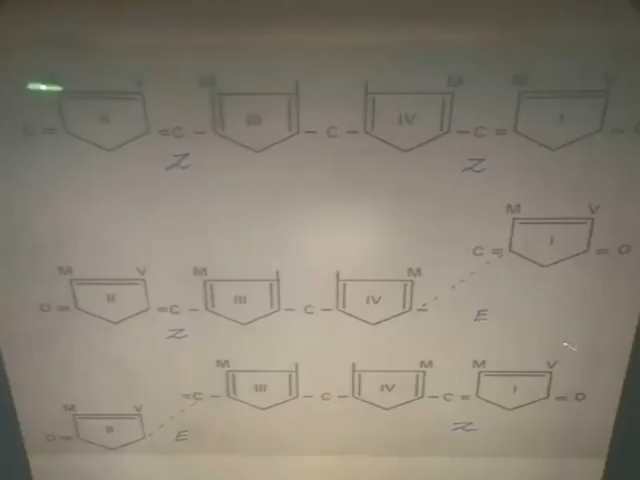 V M M M V
O = II = C - III - C - IV - C = I = O
Z Z
M V
C = I = O
M V M M
O = II = C - III - C - IV -
Z E
M M M V
= C - III - C - IV - C = I = O
M V
O = II E Z